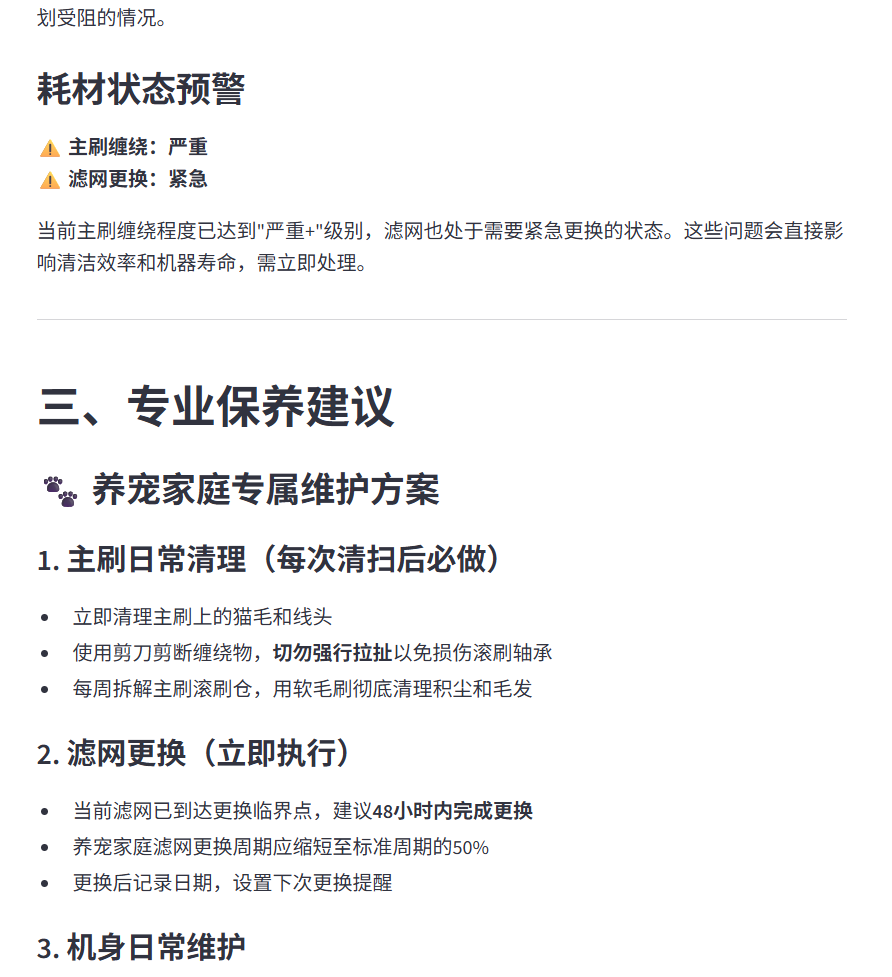 划受阻的情况。
耗材状态预警
⚠️ 主刷缠绕：严重
⚠️ 滤网更换：紧急
当前主刷缠绕程度已达到"严重+"级别，滤网也处于需要紧急更换的状态。这些问题会直接影
响清洁效率和机器寿命，需立即处理。
三、专业保养建议
🐾 养宠家庭专属维护方案
1. 主刷日常清理（每次清扫后必做）
• 立即清理主刷上的猫毛和线头
• 使用剪刀剪断缠绕物，切勿强行拉扯以免损伤滚刷轴承
• 每周拆解主刷滚刷仓，用软毛刷彻底清理积尘和毛发
2. 滤网更换（立即执行）
• 当前滤网已到达更换临界点，建议48小时内完成更换
• 养宠家庭滤网更换周期应缩短至标准周期的50%
• 更换后记录日期，设置下次更换提醒
3. 机身日常维护